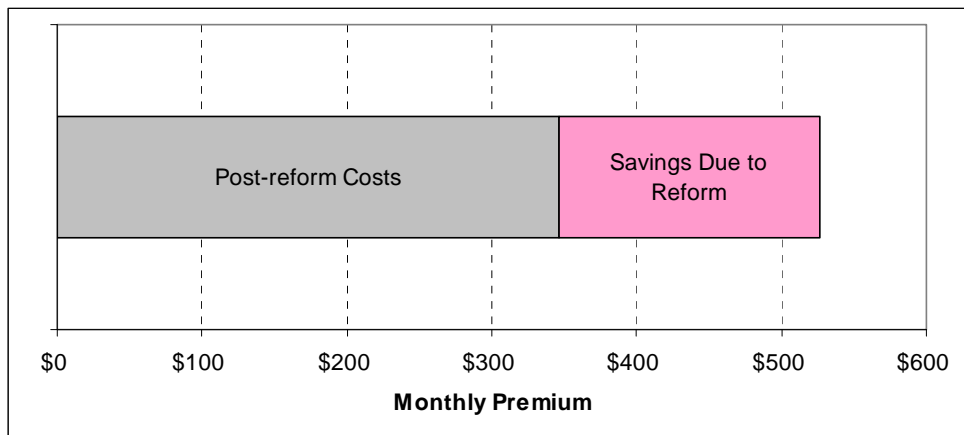 Post-reform Costs
Savings Due to
Reform
$0 $100 $200 $300 $400 $500 $600
Monthly Premium